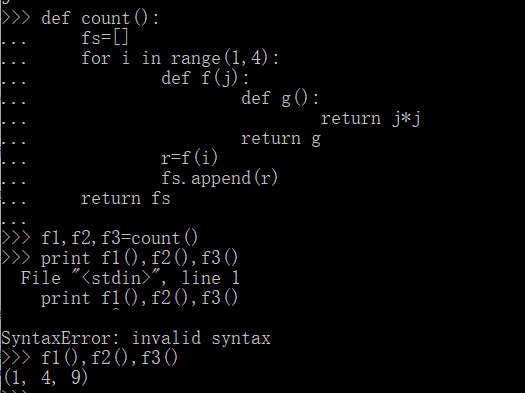 >>> def count():
...     fs=[]
...     for i in range(1,4):
...             def f(j):
...                     def g():
...                             return j*j
...                     return g
...             r=f(i)
...             fs.append(r)
...     return fs
...
>>> f1,f2,f3=count()
>>> print f1(),f2(),f3()
  File "<stdin>", line 1
    print f1(),f2(),f3()
           ^
SyntaxError: invalid syntax
>>> f1(),f2(),f3()
(1, 4, 9)